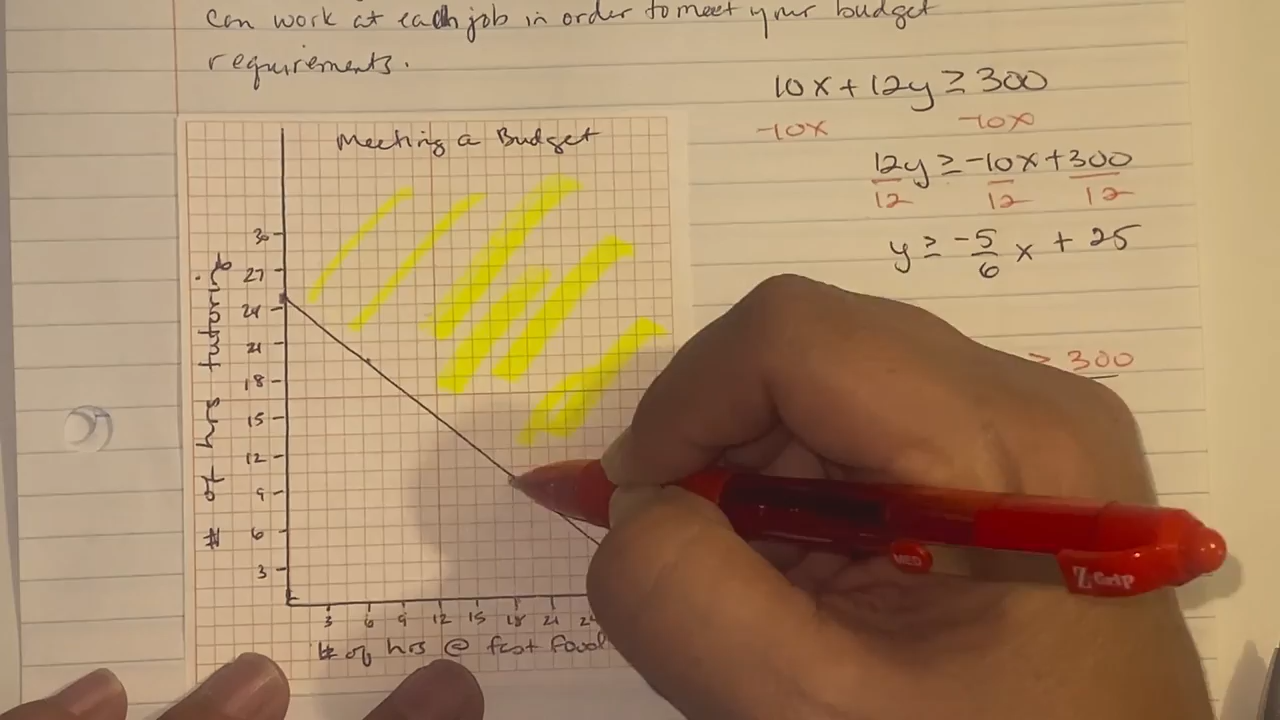 can work at each job in order to meet your budget
requirements.
10x + 12y ≥ 300
-10x -10x
12y ≥ -10x + 300
12 12 12
y ≥ -5/6 x + 25
≥ 300
Meeting a Budget
# of hrs tutoring
30
27
24
21
18
15
12
9
6
3
3 6 9 12 15 18 21
# of hrs @ fast food
MED
Z Grip